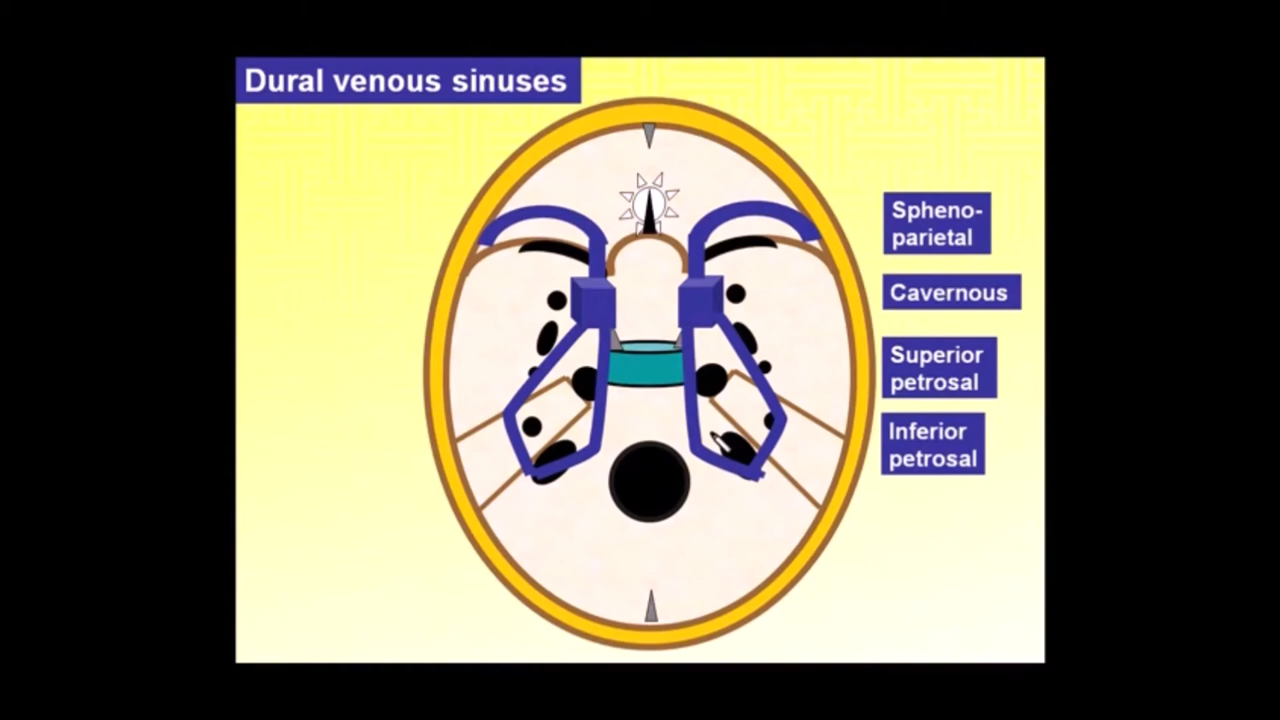 Dural venous sinuses
Spheno-
parietal
Cavernous
Superior
petrosal
Inferior
petrosal